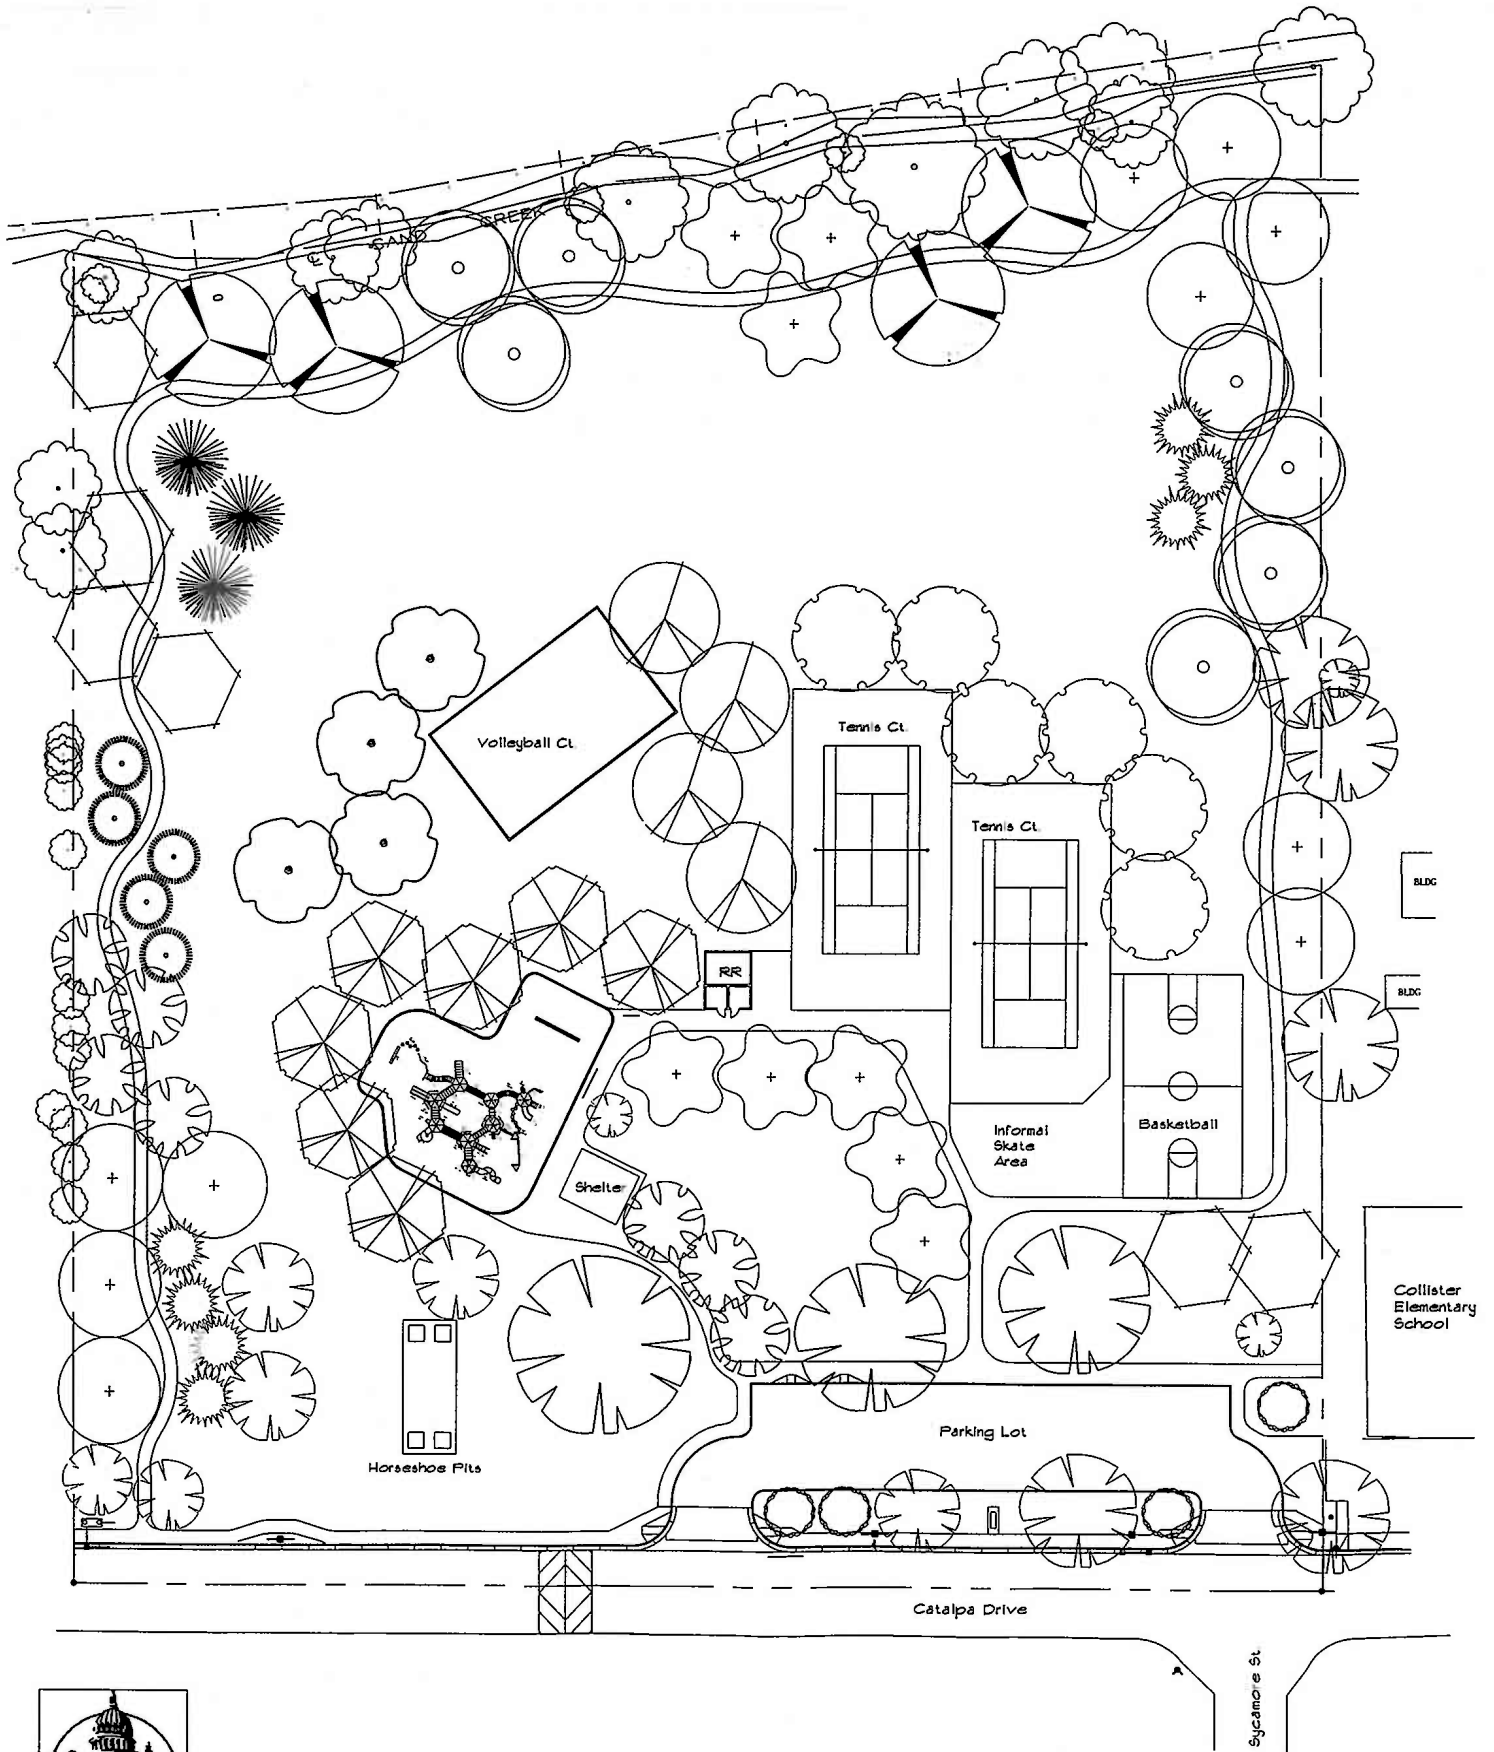 SAND CREEK
Volleyball Ct.
Tennis Ct.
Tennis Ct.
BLDG
RR
BLDG
Informal
Skate
Area
Basketball
Shelter
Collister
Elementary
School
Parking Lot
Horseshoe Pits
Catalpa Drive
Sycamore St